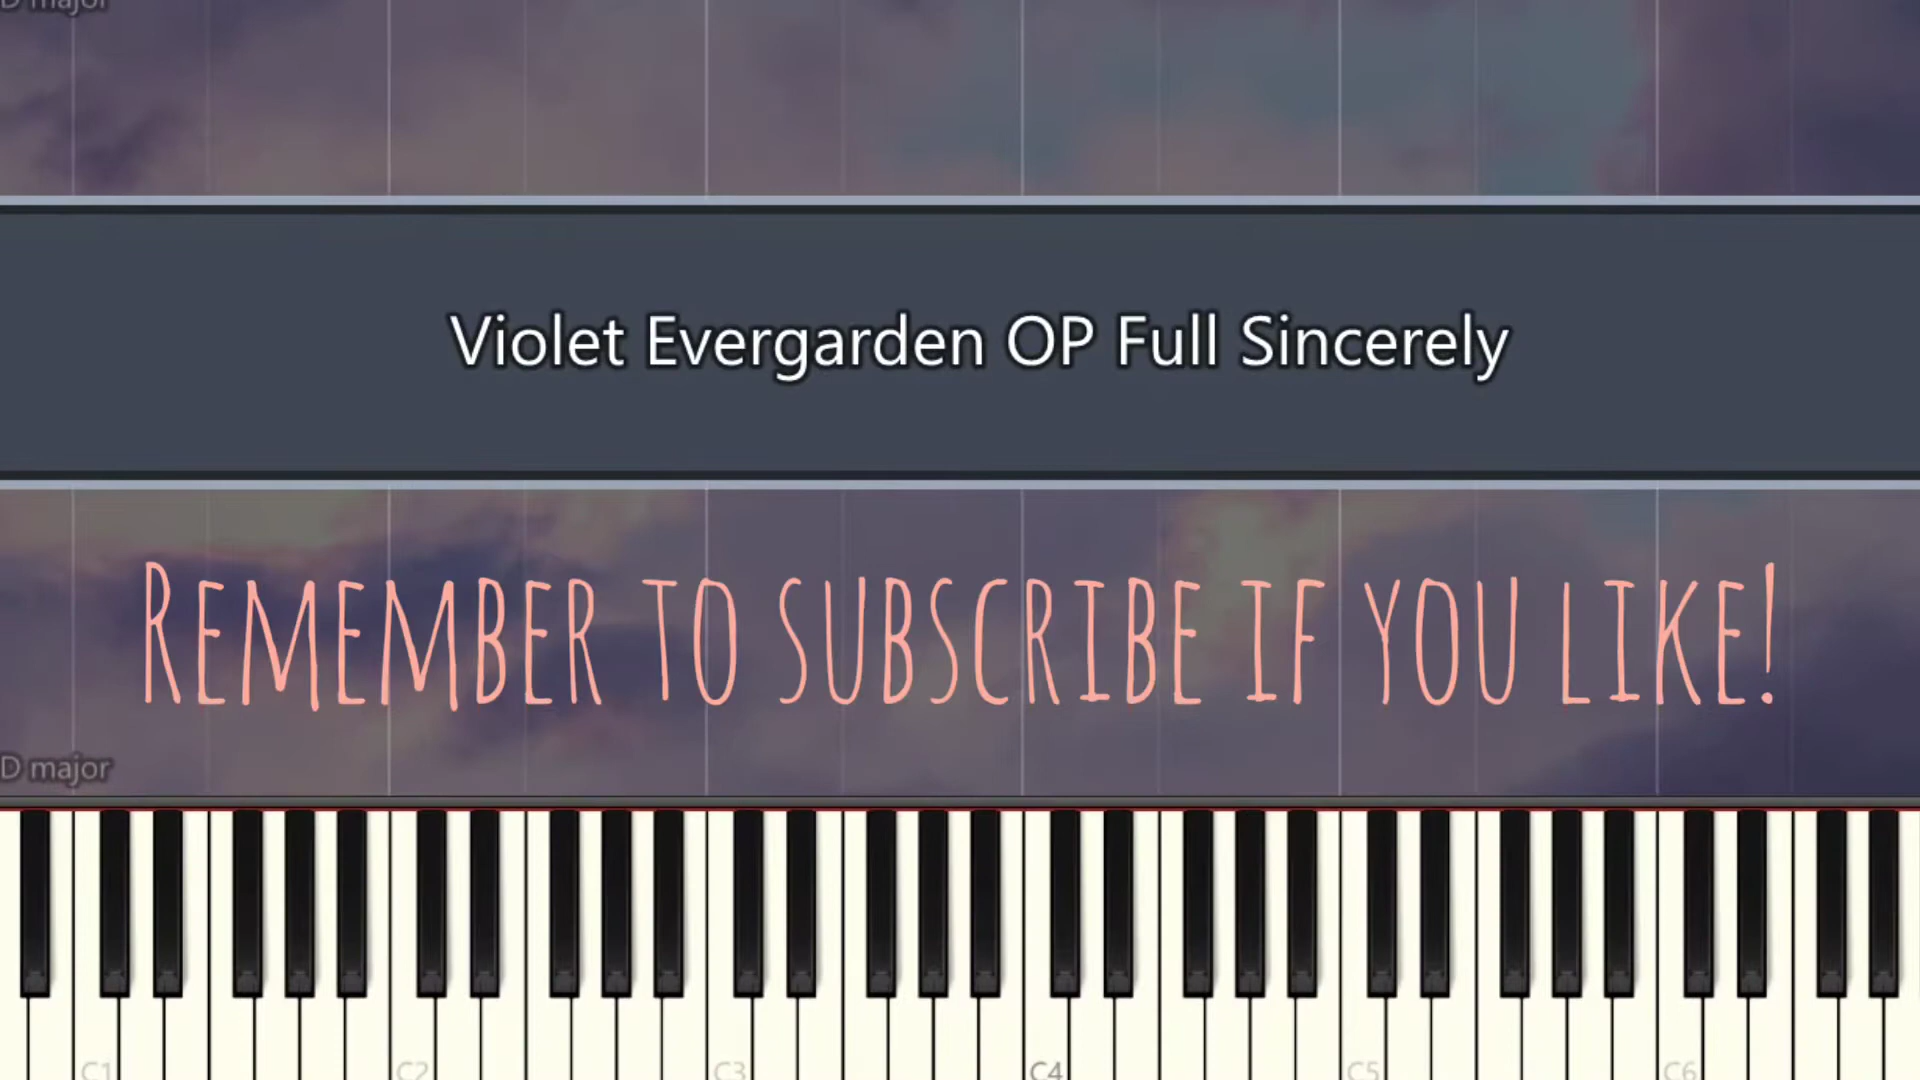 D major
Violet Evergarden OP Full Sincerely
REMEMBER TO SUBSCRIBE IF YOU LIKE!
D major
C1 C2 C3 C4 C5 C6